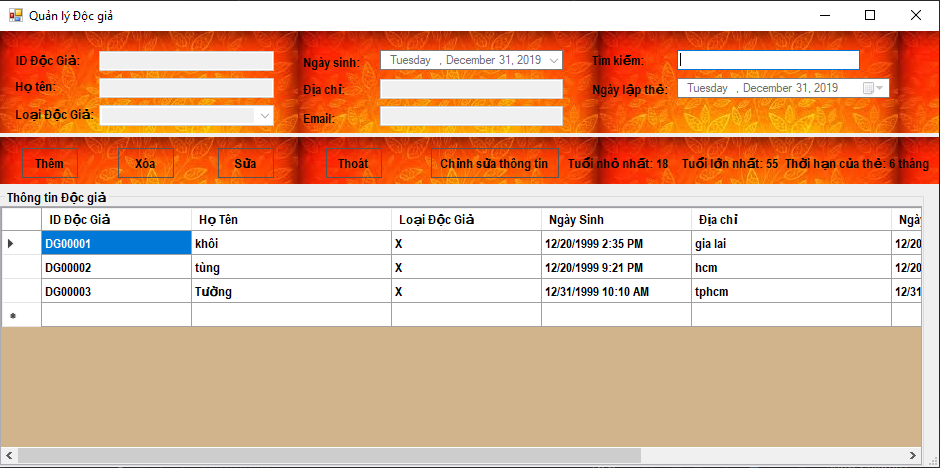 Quản lý Độc giả
ID Độc Giả:
Ngày sinh: Tuesday , December 31, 2019
Tìm kiếm:
Họ tên:
Địa chỉ:
Ngày lập thẻ: Tuesday , December 31, 2019
Loại Độc Giả:
Email:
Thêm Xóa Sửa Thoát Chỉnh sửa thông tin Tuổi nhỏ nhất: 18 Tuổi lớn nhất: 55 Thời hạn của thẻ: 6 tháng
Thông tin Độc giả
ID Độc Giả Họ Tên Loại Độc Giả Ngày Sinh Địa chỉ Ngày
DG00001 khôi X 12/20/1999 2:35 PM gia lai 12/20
DG00002 tùng X 12/20/1999 9:21 PM hcm 12/20
DG00003 Tường X 12/31/1999 10:10 AM tphcm 12/31